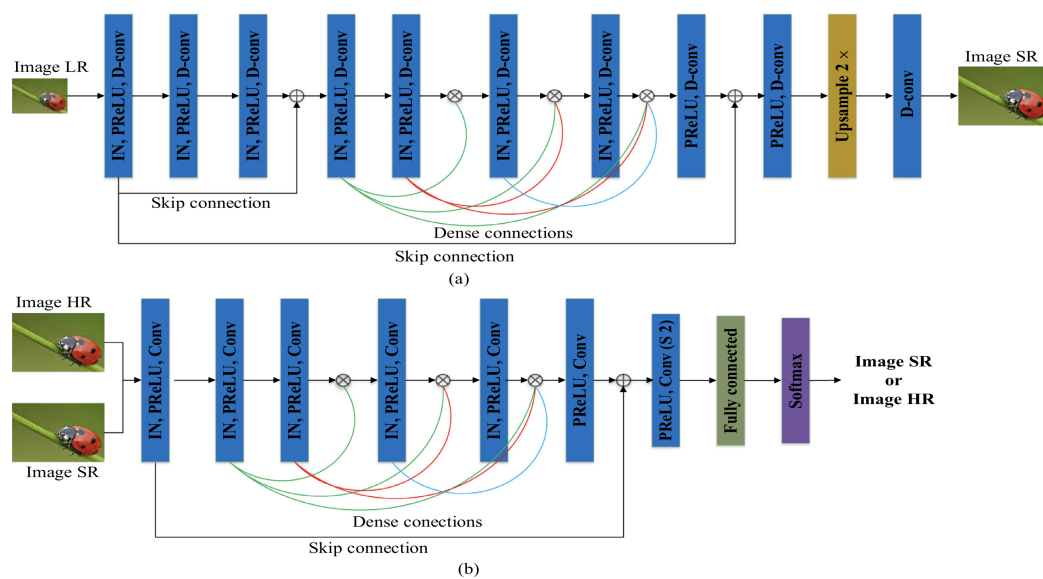 Image LR
IN, PReLU, D-conv
IN, PReLU, D-conv
IN, PReLU, D-conv
IN, PReLU, D-conv
IN, PReLU, D-conv
IN, PReLU, D-conv
IN, PReLU, D-conv
PReLU, D-conv
PReLU, D-conv
Upsample 2 ×
D-conv
Image SR
Skip connection
Dense connections
Skip connection
(a)
Image HR
Image SR
IN, PReLU, Conv
IN, PReLU, Conv
IN, PReLU, Conv
IN, PReLU, Conv
IN, PReLU, Conv
PReLU, Conv
PReLU, Conv (S 2)
Fully connected
Softmax
Image SR
or
Image HR
Dense conections
Skip connection
(b)